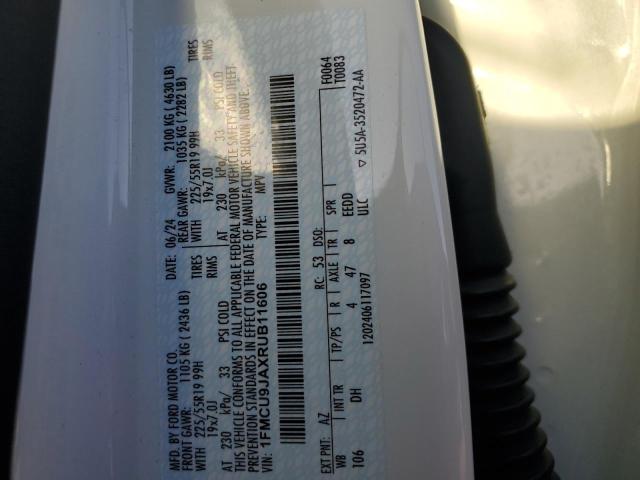 MFD. BY FORD MOTOR CO.
DATE: 06/24 GVWR: 2100 KG (4630 LB)
FRONT GAWR: 1105 KG (2436 LB) REAR GAWR: 1035 KG (2282 LB)
WITH 225/55R19 99H TIRES WITH 225/55R19 99H TIRES
19x7.0J RIMS 19x7.0J RIMS
AT 230 kPa/ 33 PSI COLD AT 230 kPa/ 33 PSI COLD
THIS VEHICLE CONFORMS TO ALL APPLICABLE FEDERAL MOTOR VEHICLE SAFETY AND THEFT
PREVENTION STANDARDS IN EFFECT ON THE DATE OF MANUFACTURE SHOWN ABOVE.
VIN: 1FMCU9JAXRUB11606 TYPE: MPV
F0064
EXT PNT: AZ RC: 53 DSO: T0083
WB INT TR TP/PS R AXLE TR SPR
106 DH 4 47 8 EEDD
1202406117097 ULC ▽ 5U5A-3520472-AA